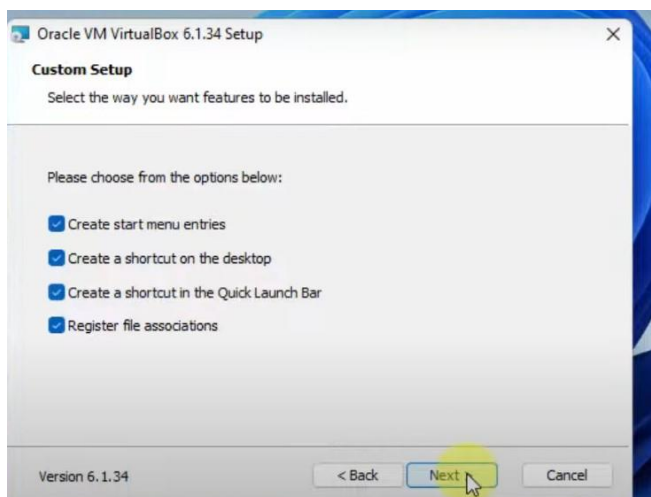 Oracle VM VirtualBox 6.1.34 Setup
Custom Setup
Select the way you want features to be installed.
Please choose from the options below:
Create start menu entries
Create a shortcut on the desktop
Create a shortcut in the Quick Launch Bar
Register file associations
Version 6.1.34
< Back
Next
Cancel